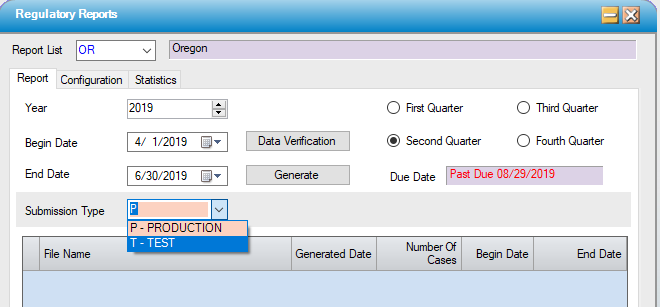 Regulatory Reports
Report List OR Oregon
Report Configuration Statistics
Year 2019 First Quarter Third Quarter
Begin Date 4/ 1/2019 Data Verification Second Quarter Fourth Quarter
End Date 6/30/2019 Generate Due Date Past Due 08/29/2019
Submission Type P
P - PRODUCTION
T - TEST
File Name Generated Date Number Of Cases Begin Date End Date